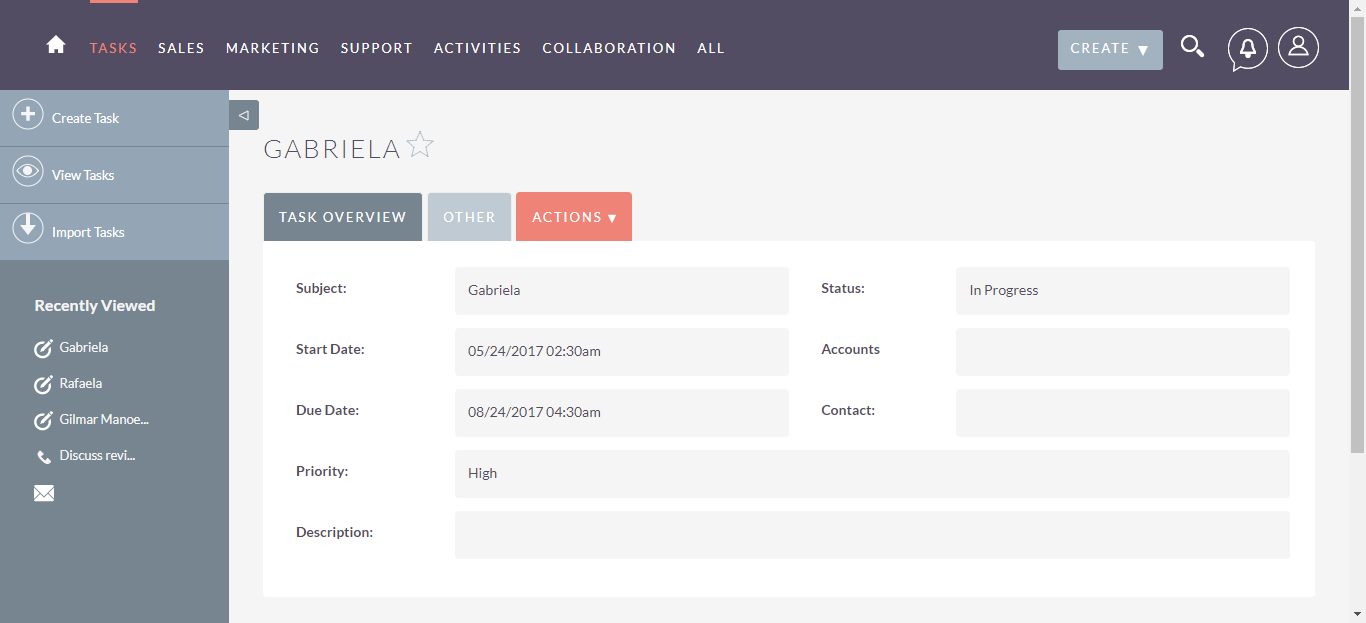 TASKS SALES MARKETING SUPPORT ACTIVITIES COLLABORATION ALL CREATE ▼
Create Task
View Tasks
Import Tasks
Recently Viewed
Gabriela
Rafaela
Gilmar Manoe...
Discuss revi...
GABRIELA
TASK OVERVIEW OTHER ACTIONS ▼
Subject: Gabriela Status: In Progress
Start Date: 05/24/2017 02:30am Accounts
Due Date: 08/24/2017 04:30am Contact:
Priority: High
Description: